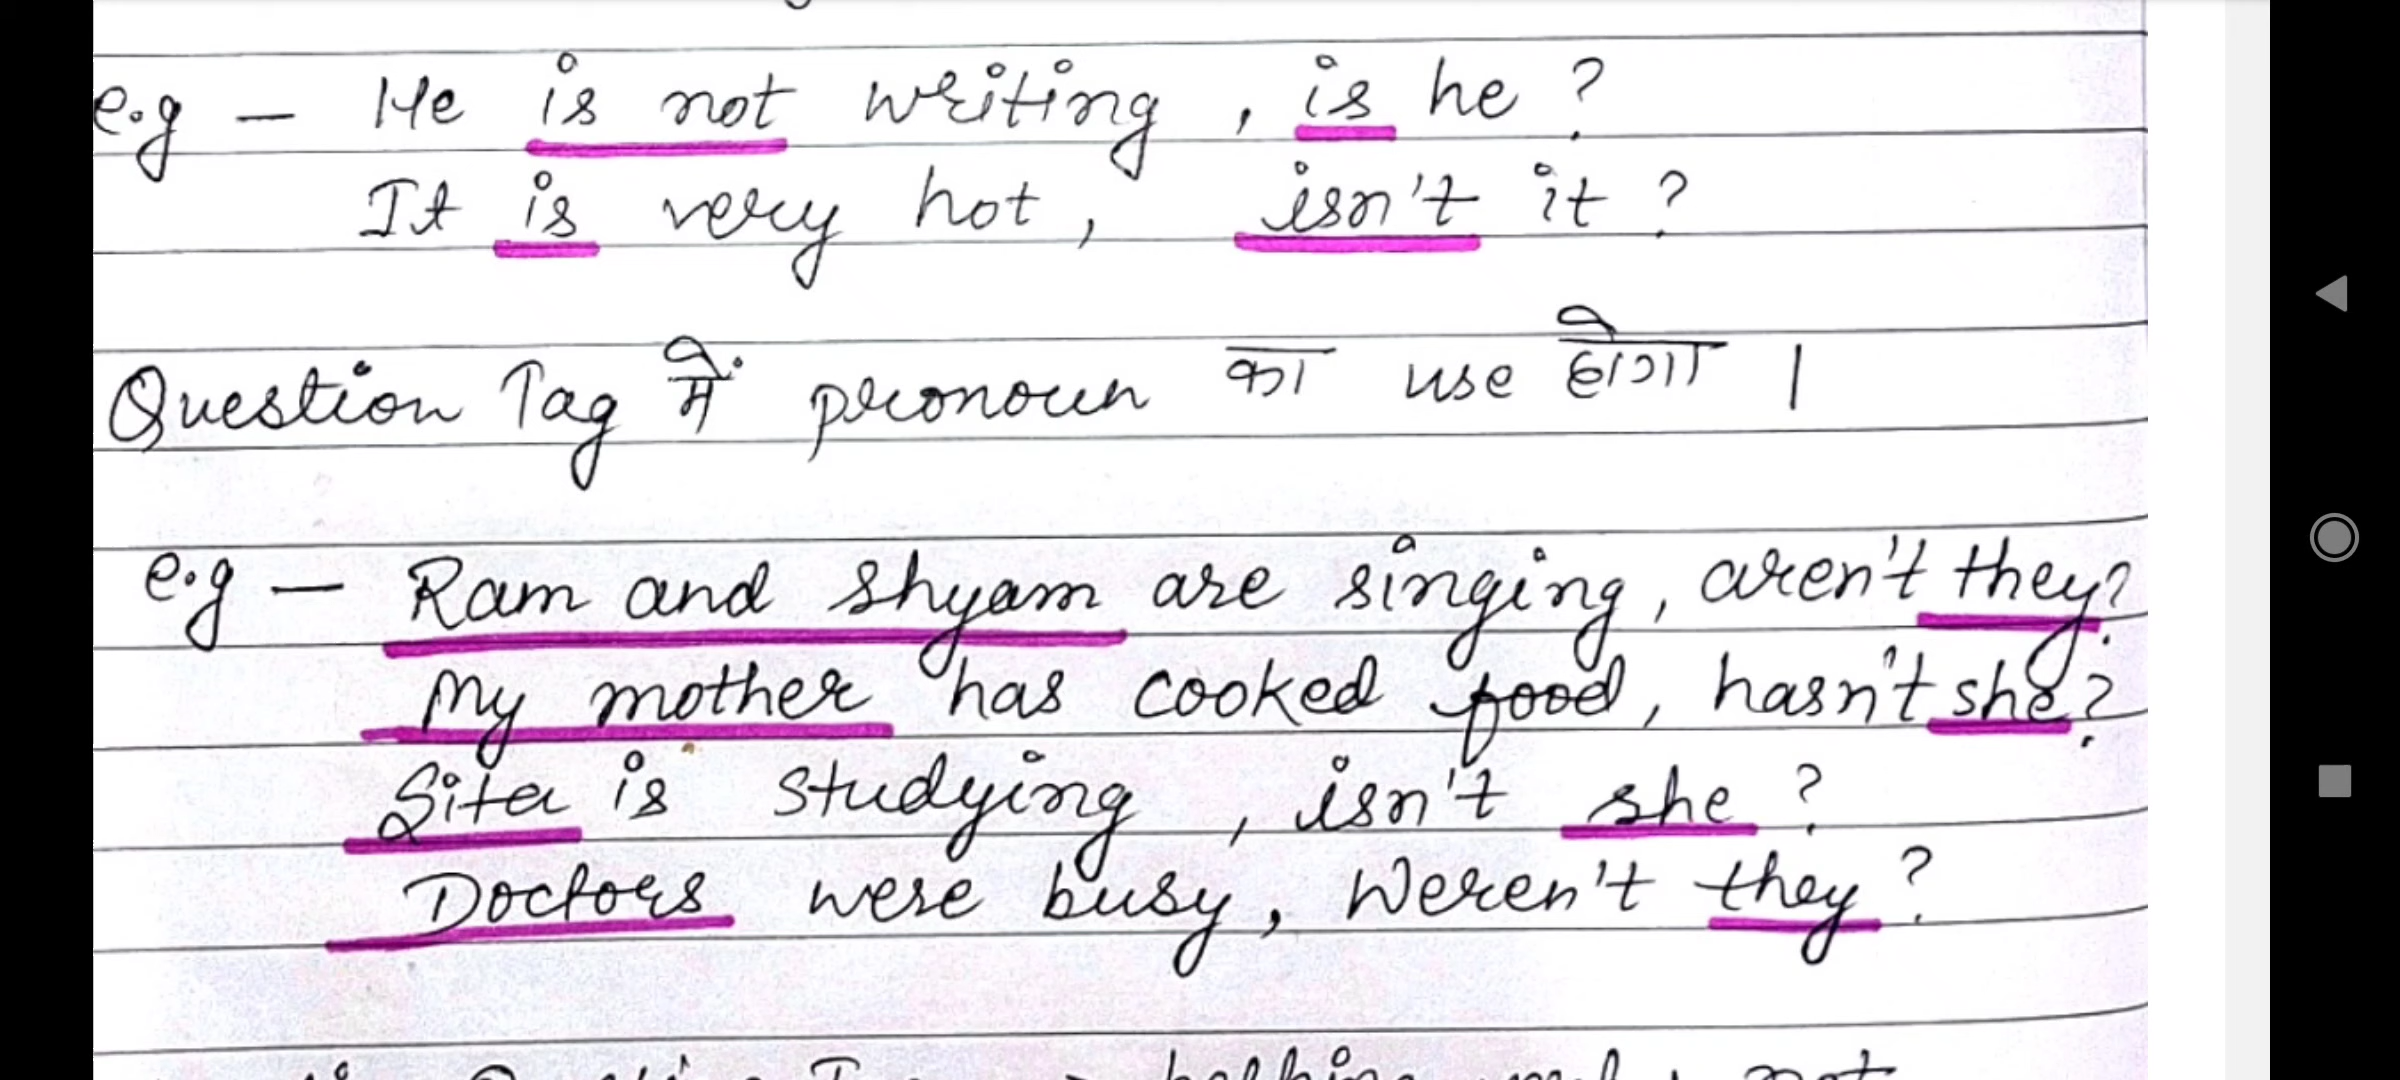 e.g - He is not writing, is he ?
It is very hot, isn't it ?
Question Tag में pronoun का use होगा |
e.g - Ram and Shyam are singing, aren't they?
My mother has cooked food, hasn't she?
Sita is studying, isn't she ?
Doctors were busy, Weren't they ?